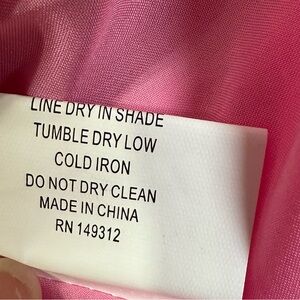 LINE DRY IN SHADE
TUMBLE DRY LOW
COLD IRON
DO NOT DRY CLEAN
MADE IN CHINA
RN 149312